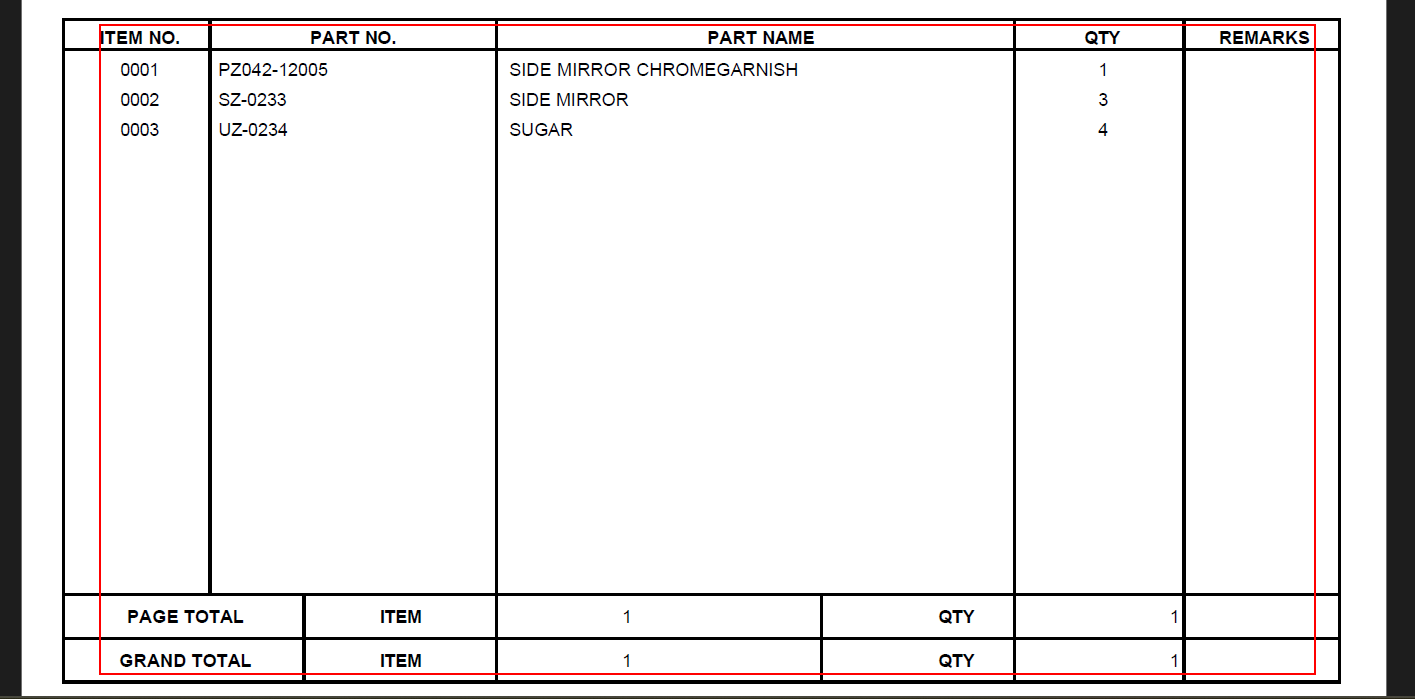 ITEM NO. PART NO. PART NAME QTY REMARKS
0001 PZ042-12005 SIDE MIRROR CHROMEGARNISH 1
0002 SZ-0233 SIDE MIRROR 3
0003 UZ-0234 SUGAR 4
PAGE TOTAL ITEM 1 QTY 1
GRAND TOTAL ITEM 1 QTY 1